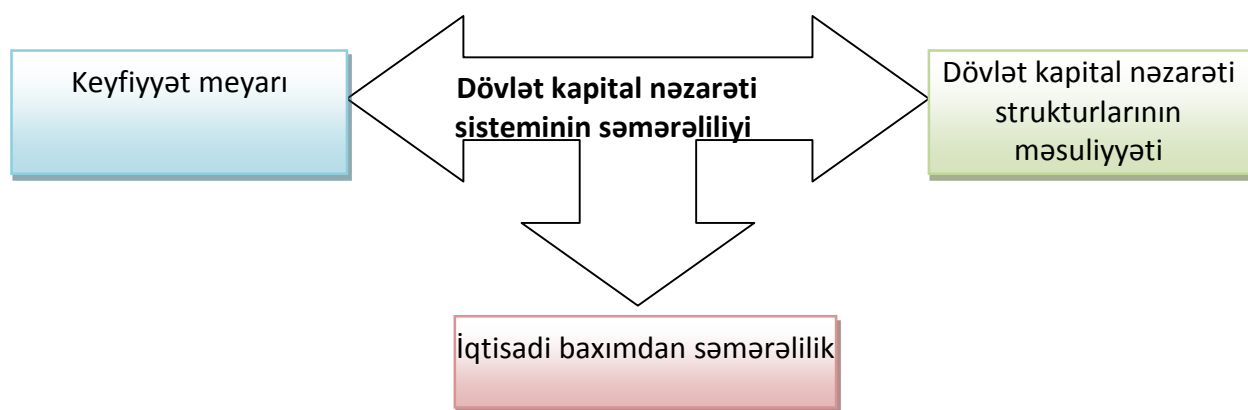 Keyfiyyət meyarı
Dövlət kapital nəzarəti
sisteminin səmərəliliyi
Dövlət kapital nəzarəti
strukturlarının
məsuliyyəti
İqtisadi baxımdan səmərəlilik